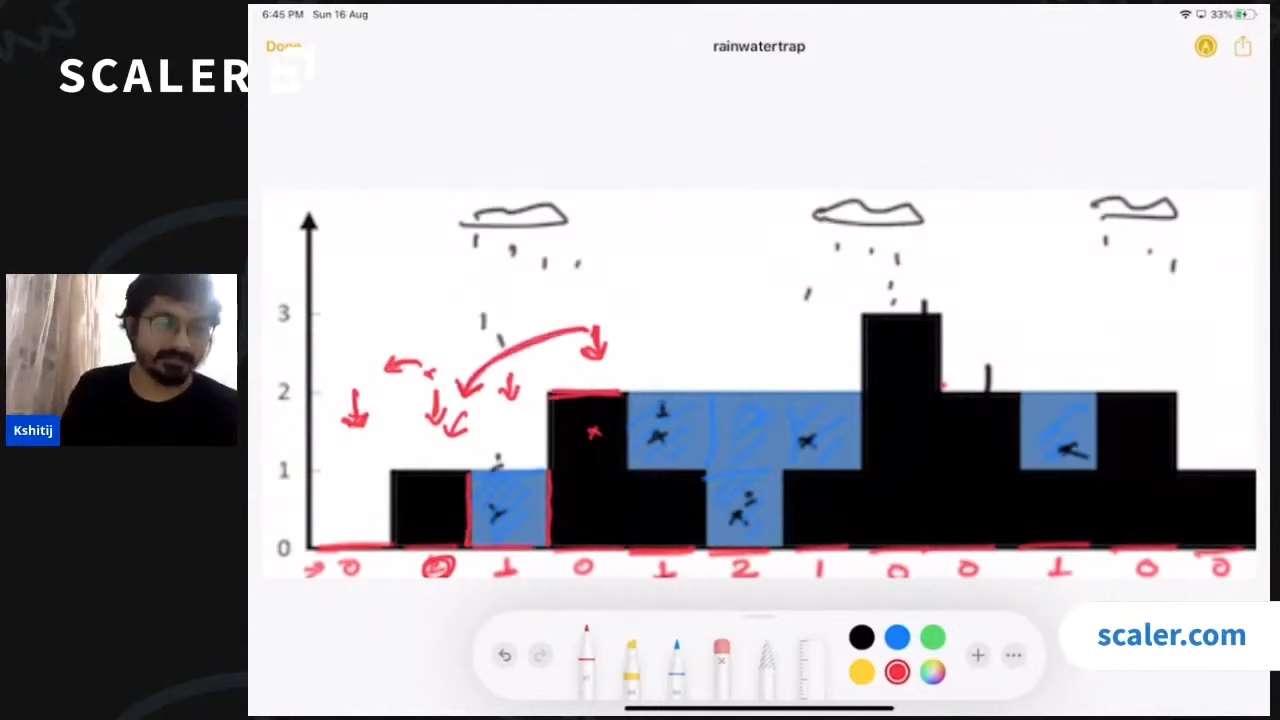 6:45 PM Sun 16 Aug
33%
Done
rainwatertrap
SCALER
3
2
1
0
0 0 1 0 1 2 1 0 0 1 0 0
Kshitij
scaler.com